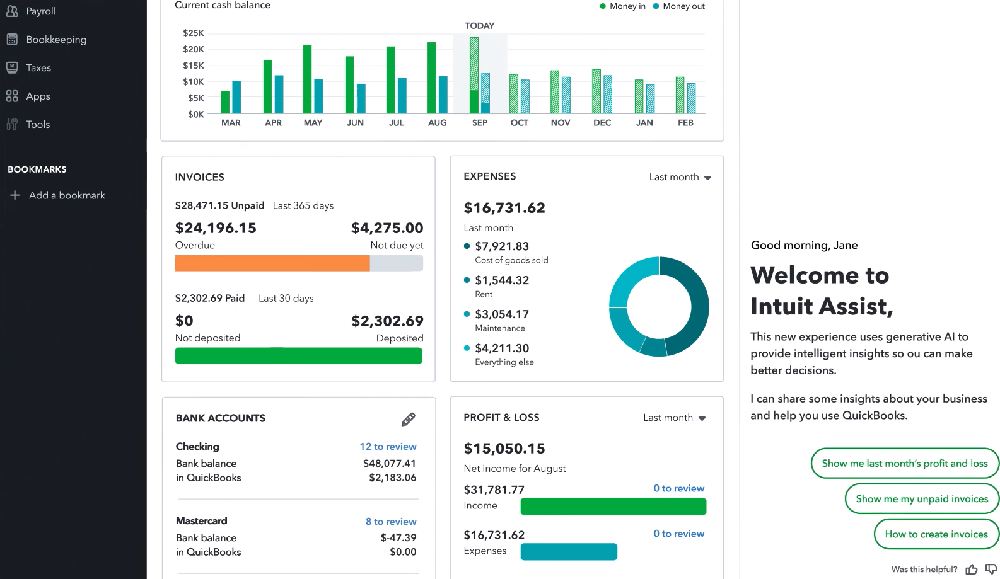 Payroll
Bookkeeping
Taxes
Apps
Tools
BOOKMARKS
Add a bookmark
Current cash balance
Money in Money out
TODAY
$25K
$20K
$15K
$10K
$5K
$0K
MAR APR MAY JUN JUL AUG SEP OCT NOV DEC JAN FEB
INVOICES
$28,471.15 Unpaid Last 365 days
$24,196.15 $4,275.00
Overdue Not due yet
$2,302.69 Paid Last 30 days
$0 $2,302.69
Not deposited Deposited
EXPENSES Last month
$16,731.62
Last month
$7,921.83
Cost of goods sold
$1,544.32
Rent
$3,054.17
Maintenance
$4,211.30
Everything else
BANK ACCOUNTS
Checking 12 to review
Bank balance $48,077.41
in QuickBooks $2,183.06
Mastercard 8 to review
Bank balance $-47.39
in QuickBooks $0.00
PROFIT & LOSS Last month
$15,050.15
Net income for August
$31,781.77 0 to review
Income
$16,731.62 0 to review
Expenses
Good morning, Jane
Welcome to
Intuit Assist,
This new experience uses generative AI to
provide intelligent insights so ou can make
better decisions.
I can share some insights about your business
and help you use QuickBooks.
Show me last month's profit and loss
Show me my unpaid invoices
How to create invoices
Was this helpful?